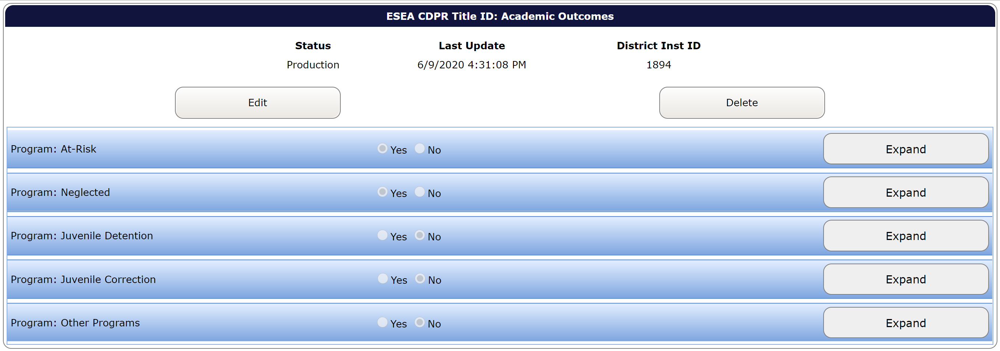 ESEA CDPR Title ID: Academic Outcomes
Status Last Update District Inst ID
Production 6/9/2020 4:31:08 PM 1894
Edit Delete
Program: At-Risk Yes No Expand
Program: Neglected Yes No Expand
Program: Juvenile Detention Yes No Expand
Program: Juvenile Correction Yes No Expand
Program: Other Programs Yes No Expand